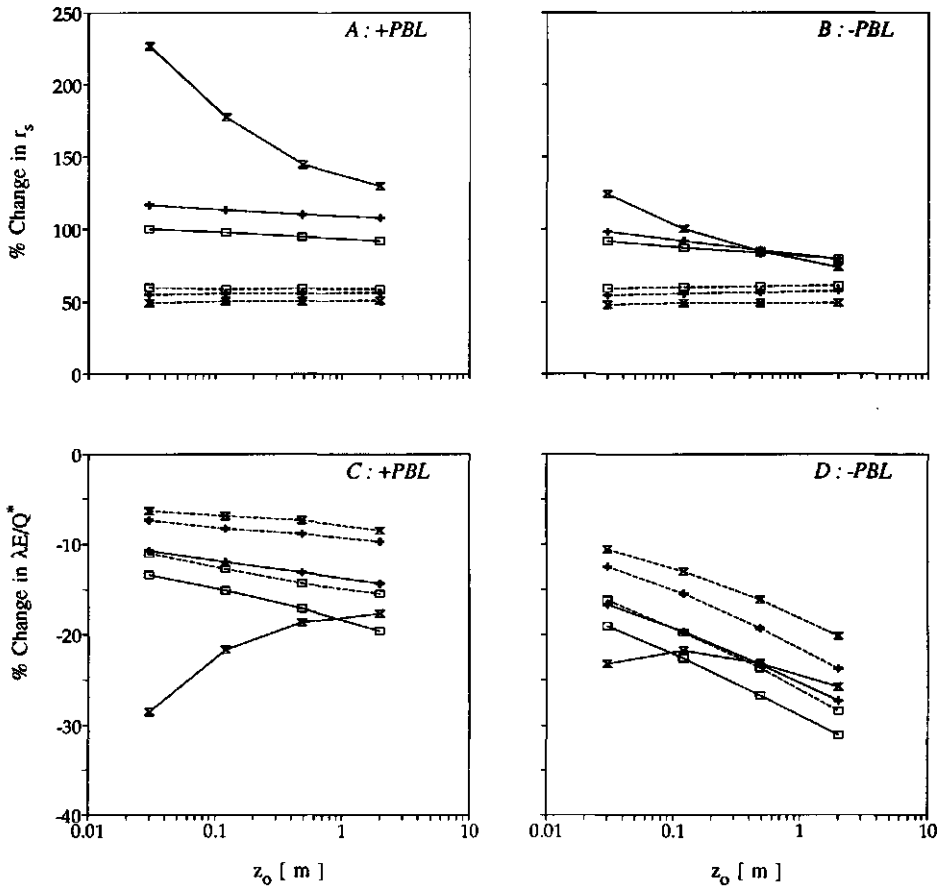 A : +PBL
B : -PBL
250
200
150
100
50
0
% Change in r_s
C : +PBL
D : -PBL
0
-10
-20
-30
-40
% Change in λE/Q*
0.01 0.1 1 10
0.01 0.1 1 10
z_o [ m ]
z_o [ m ]